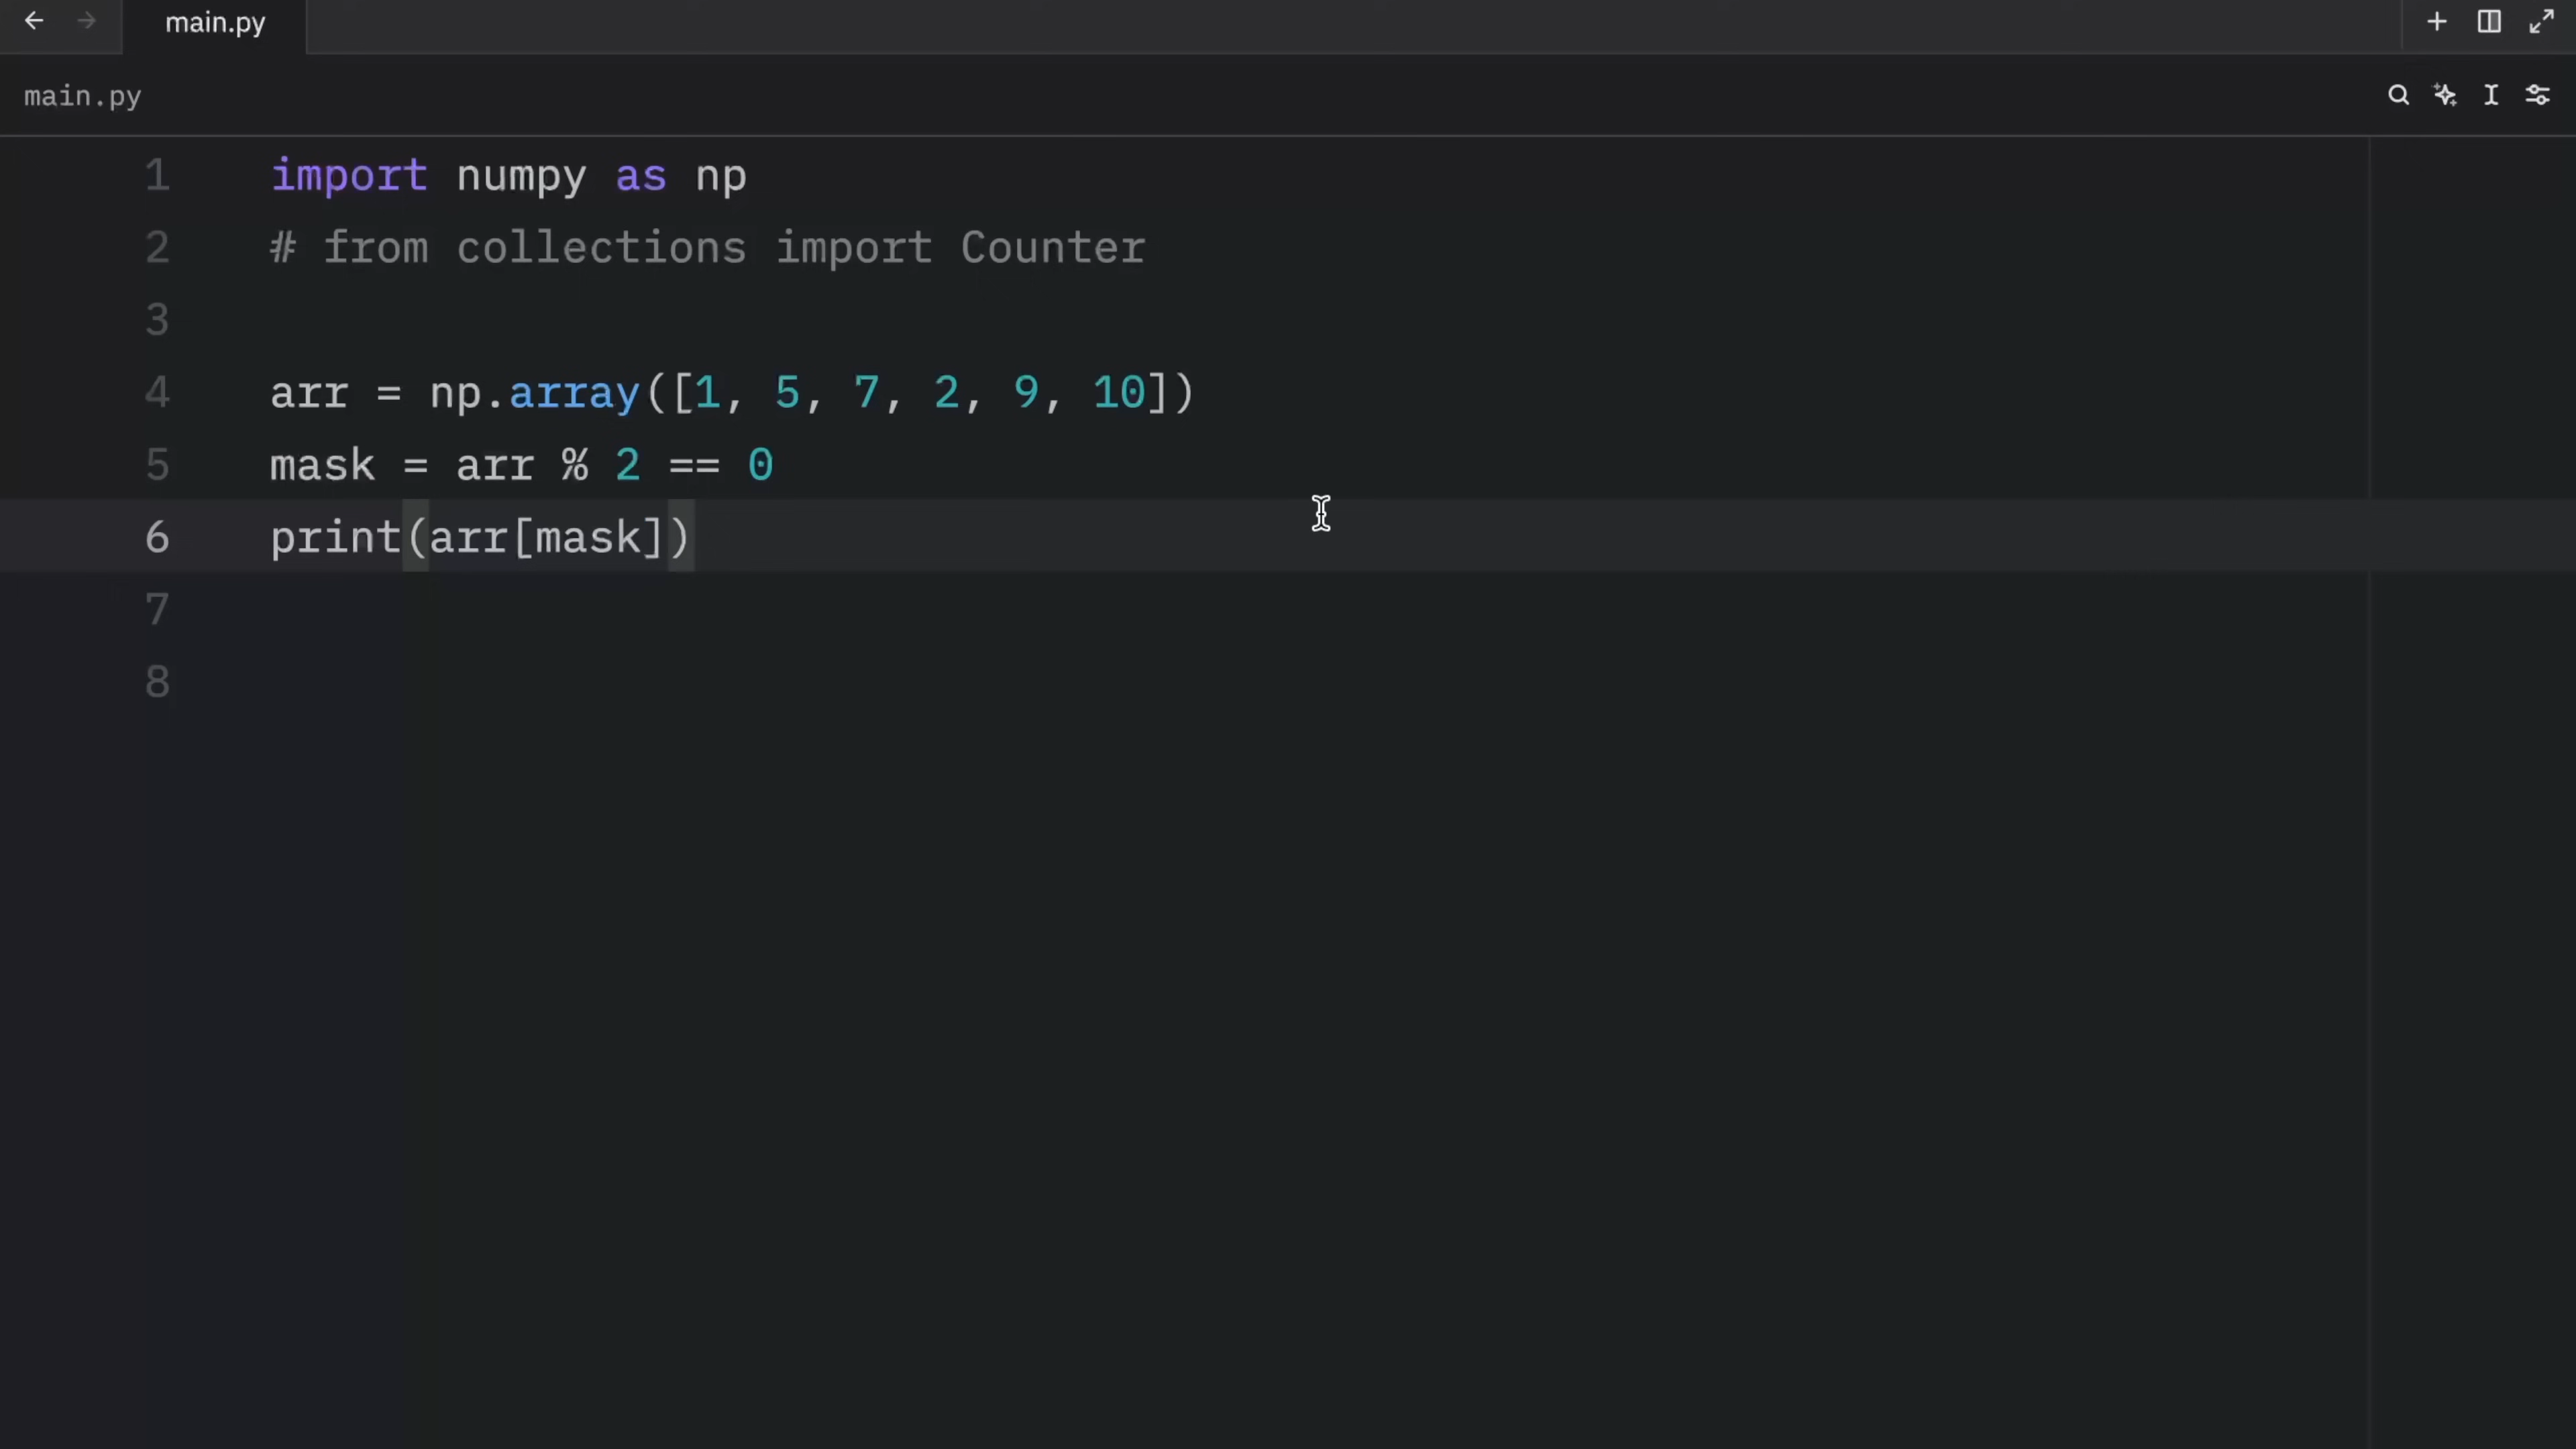 main.py
main.py
1 import numpy as np
2 # from collections import Counter
3
4 arr = np.array([1, 5, 7, 2, 9, 10])
5 mask = arr % 2 == 0
6 print(arr[mask])
7
8